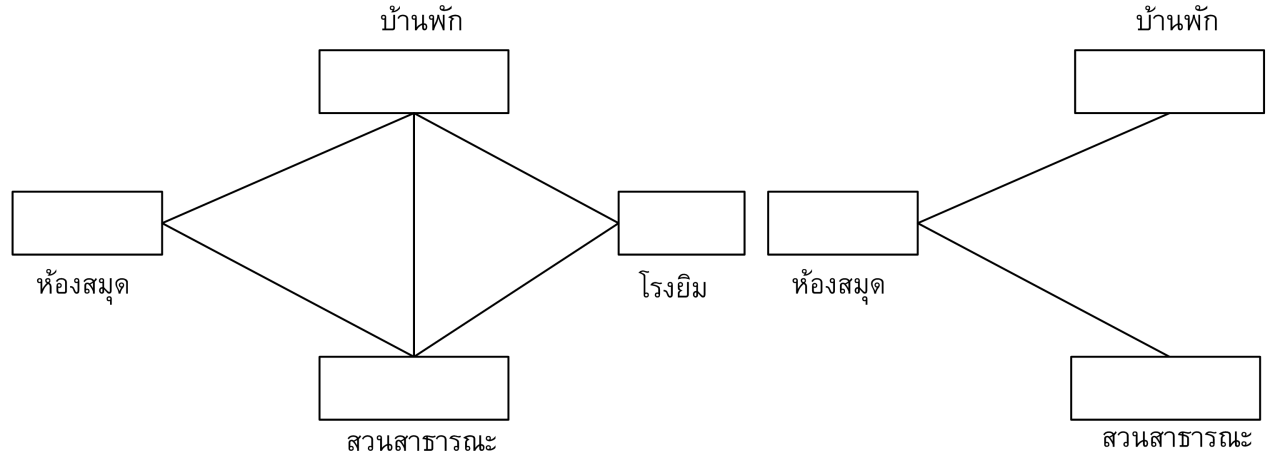 บ้านพัก
ห้องสมุด
โรงยิม
สวนสาธารณะ
บ้านพัก
ห้องสมุด
สวนสาธารณะ